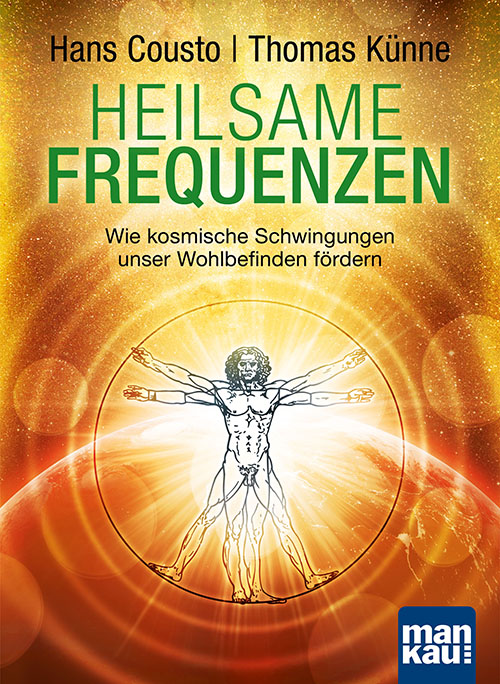 Hans Cousto | Thomas Künne
HEILSAME
FREQUENZEN
Wie kosmische Schwingungen
unser Wohlbefinden fördern
man
kau